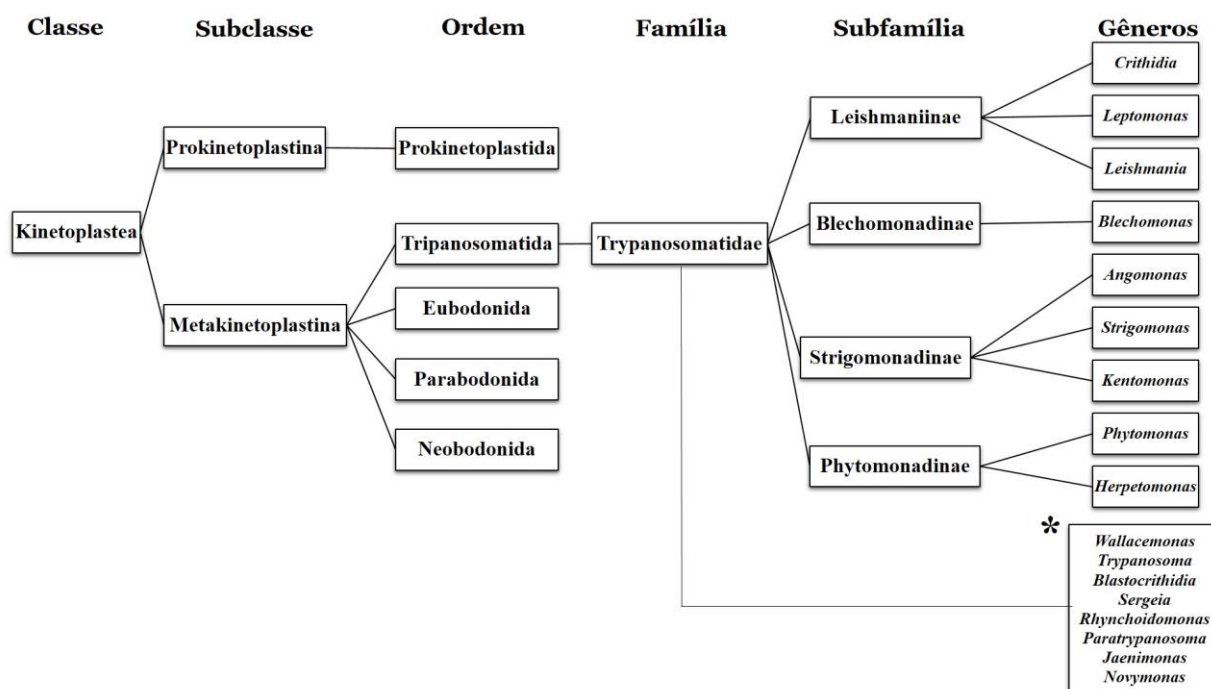 Classe
Subclasse
Ordem
Família
Subfamília
Gêneros
Kinetoplastea
Prokinetoplastina
Metakinetoplastina
Prokinetoplastida
Tripanosomatida
Eubodonida
Parabodonida
Neobodonida
Trypanosomatidae
Leishmaniinae
Blechomonadinae
Strigomonadinae
Phytomonadinae
Crithidia
Leptomonas
Leishmania
Blechomonas
Angomonas
Strigomonas
Kentomonas
Phytomonas
Herpetomonas
*
Wallacemonas
Trypanosoma
Blastocrithidia
Sergeia
Rhynchoidomonas
Paratrypanosoma
Jaenimonas
Novymonas